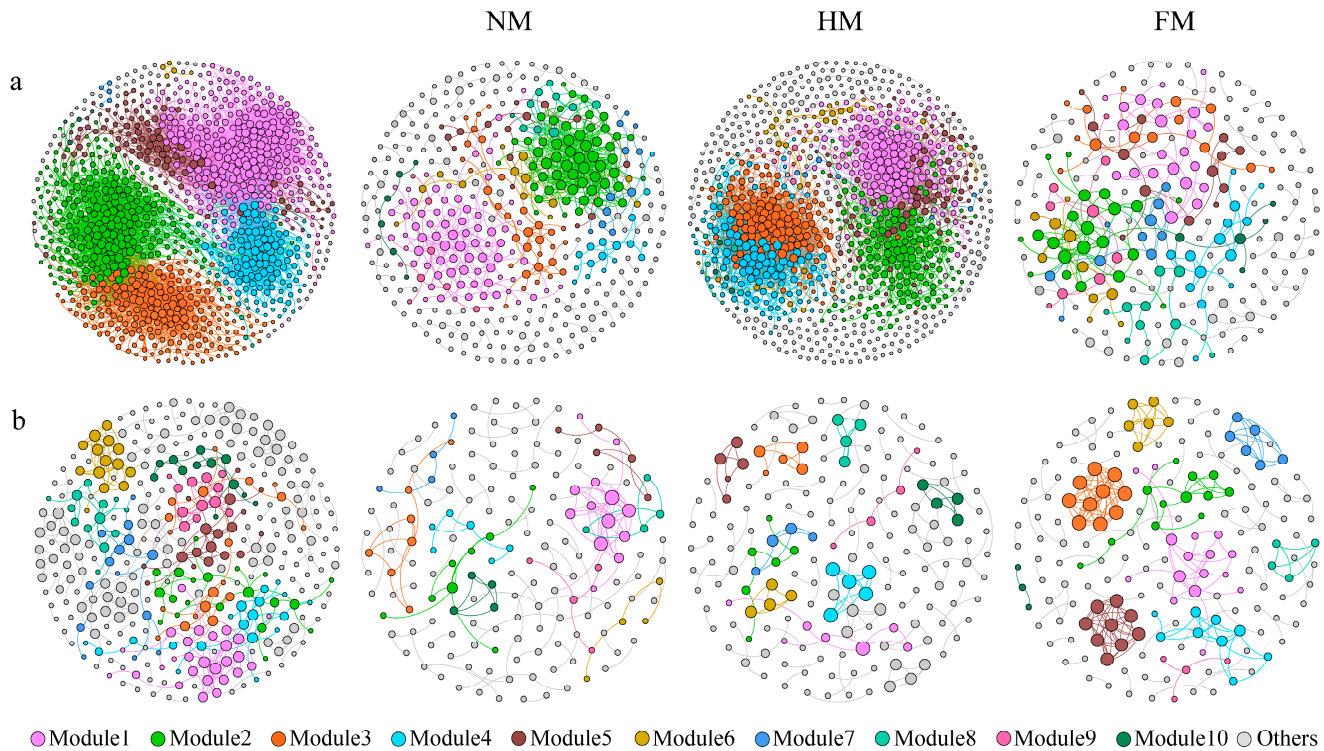 NM HM FM
a
b
Module1 Module2 Module3 Module4 Module5 Module6 Module7 Module8 Module9 Module10 Others